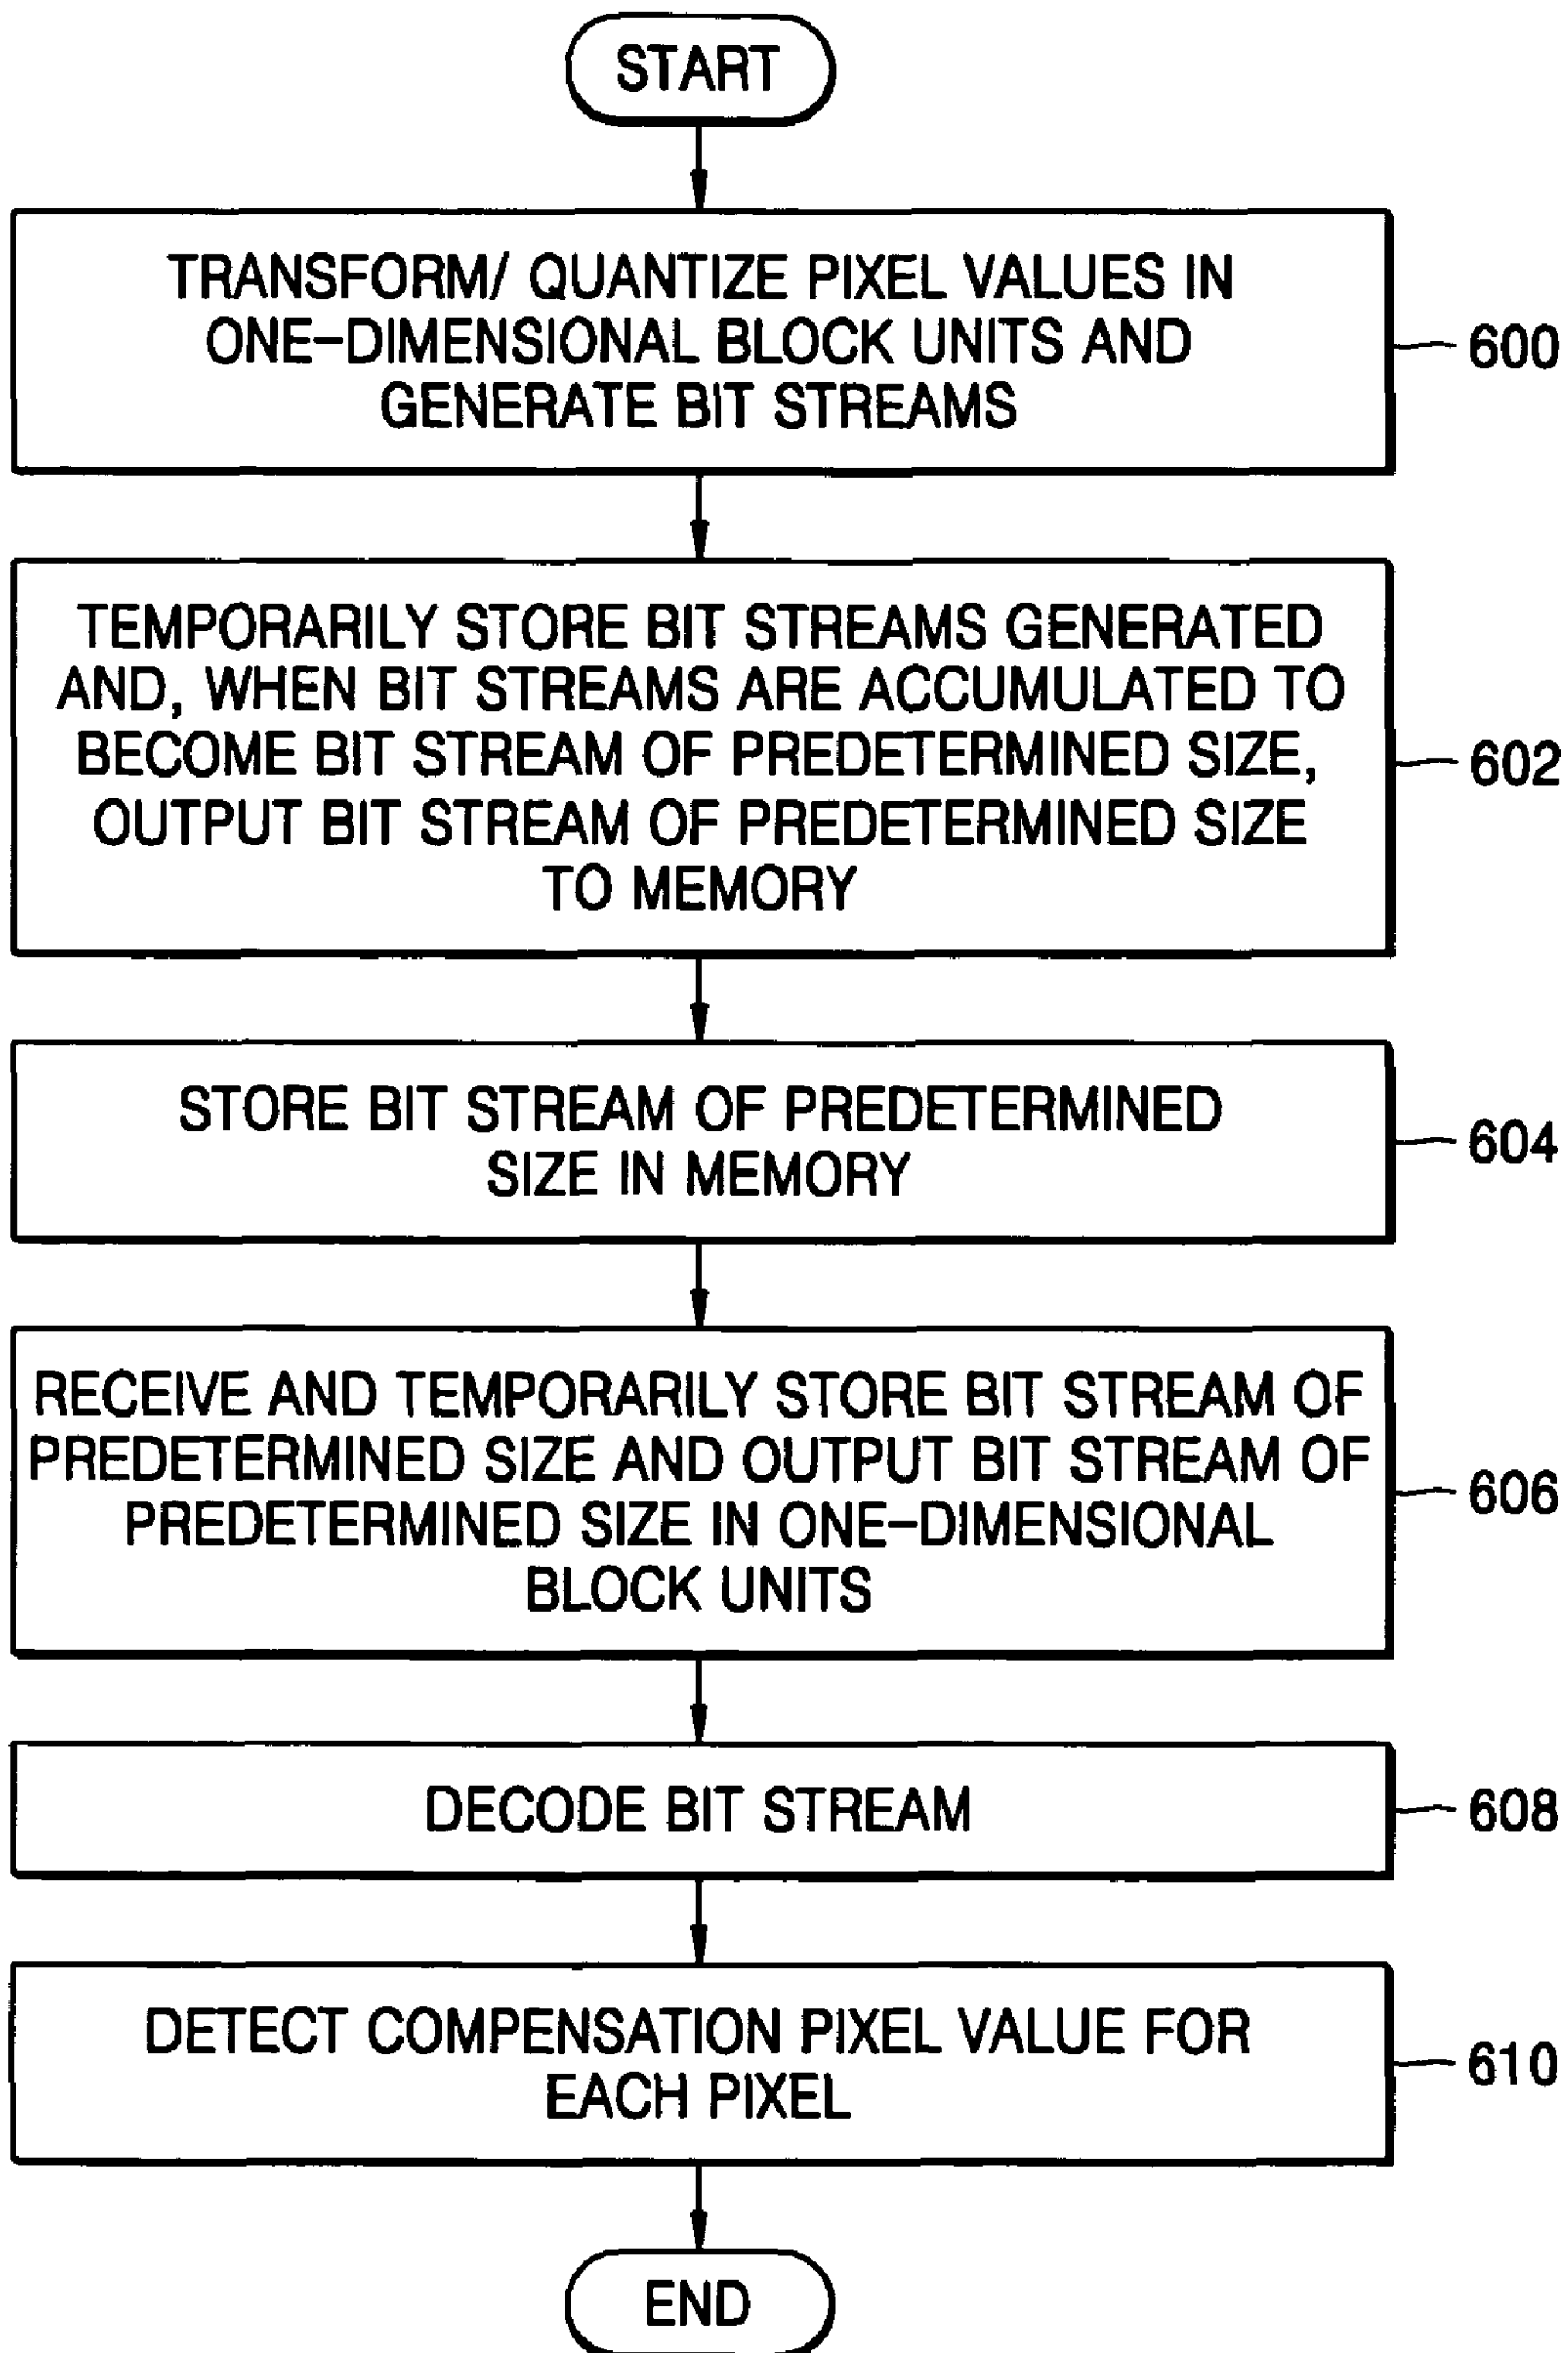 START
TRANSFORM/ QUANTIZE PIXEL VALUES IN
ONE-DIMENSIONAL BLOCK UNITS AND
GENERATE BIT STREAMS
600
TEMPORARILY STORE BIT STREAMS GENERATED
AND, WHEN BIT STREAMS ARE ACCUMULATED TO
BECOME BIT STREAM OF PREDETERMINED SIZE,
OUTPUT BIT STREAM OF PREDETERMINED SIZE
TO MEMORY
602
STORE BIT STREAM OF PREDETERMINED
SIZE IN MEMORY
604
RECEIVE AND TEMPORARILY STORE BIT STREAM OF
PREDETERMINED SIZE AND OUTPUT BIT STREAM OF
PREDETERMINED SIZE IN ONE-DIMENSIONAL
BLOCK UNITS
606
DECODE BIT STREAM
608
DETECT COMPENSATION PIXEL VALUE FOR
EACH PIXEL
610
END